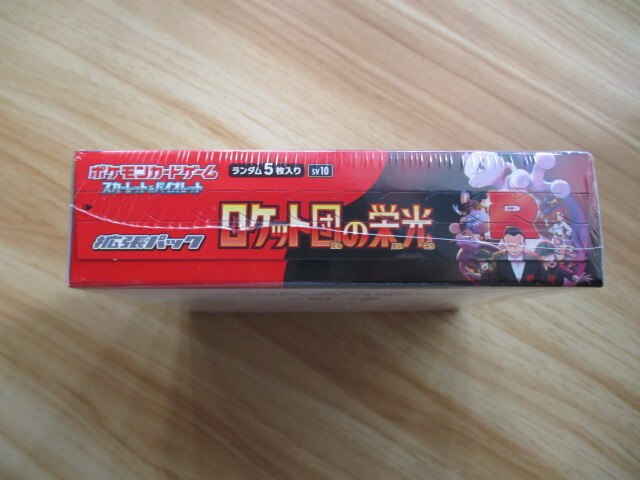 ポケモンカードゲーム
スカーレット&バイオレット
ランダム5枚入り
SV10
拡張パック
ロケット団の栄光
R